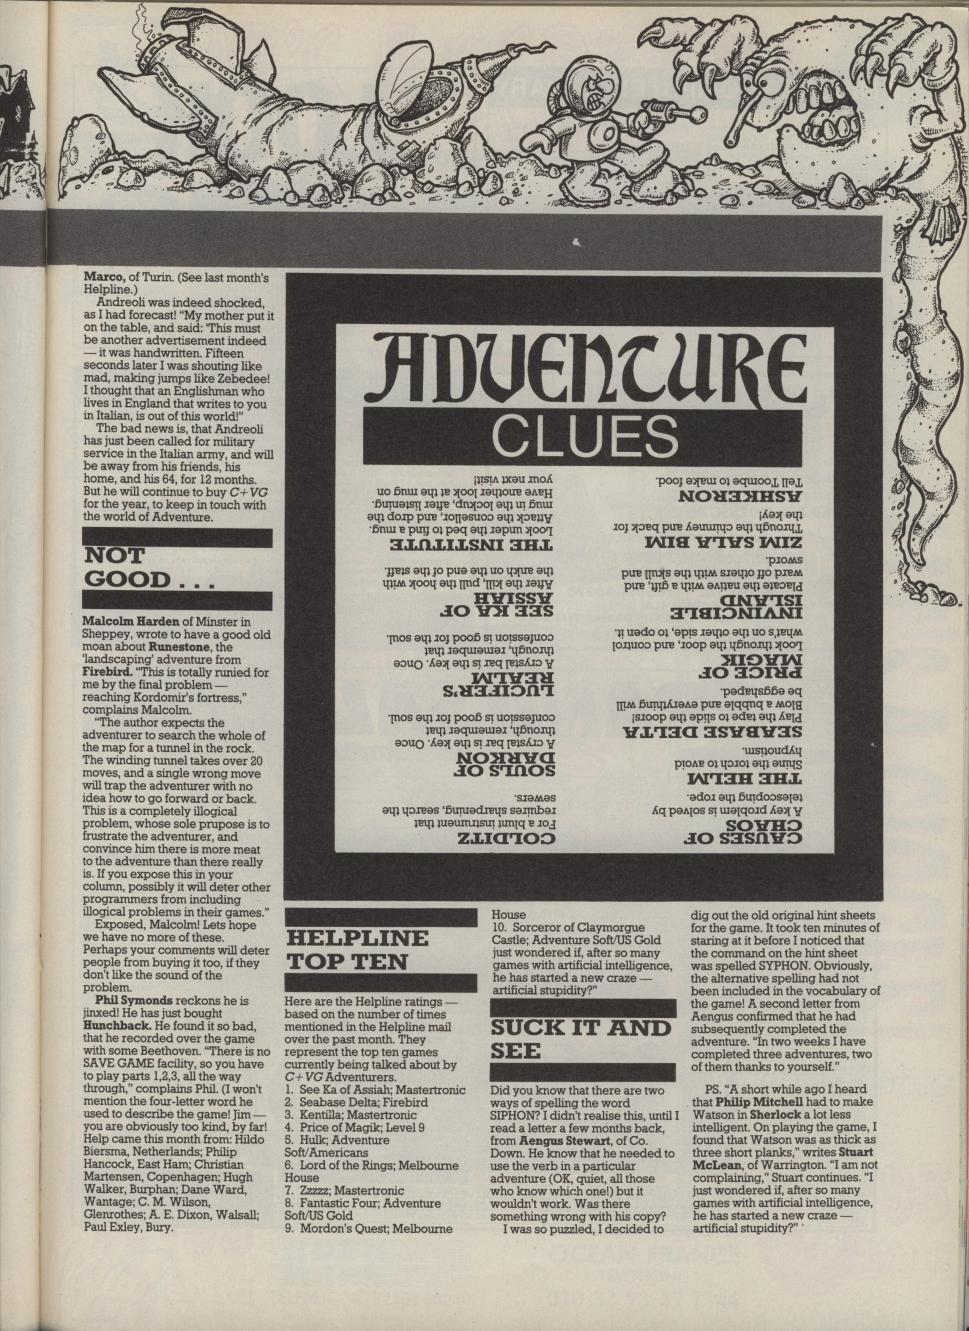 Marco, of Turin. (See last month's
Helpline.)
Andreoli was indeed shocked,
as I had forecast! "My mother put it
on the table, and said: 'This must
be another advertisement indeed
— it was handwritten. Fifteen
seconds later I was shouting like
mad, making jumps like Zebedee!
I thought that an Englishman who
lives in England that writes to you
in Italian, is out of this world!"
The bad news is, that Andreoli
has just been called for military
service in the Italian army, and will
be away from his friends, his
home, and his 64, for 12 months.
But he will continue to buy C+VG
for the year, to keep in touch with
the world of Adventure.
NOT
GOOD . . .
Malcolm Harden of Minster in
Sheppey, wrote to have a good old
moan about Runestone, the
'landscaping' adventure from
Firebird. "This is totally runied for
me by the final problem —
reaching Kordomir's fortress,"
complains Malcolm.
"The author expects the
adventurer to search the whole of
the map for a tunnel in the rock.
The winding tunnel takes over 20
moves, and a single wrong move
will trap the adventurer with no
idea how to go forward or back.
This is a completely illogical
problem, whose sole prupose is to
frustrate the adventurer, and
convince him there is more meat
to the adventure than there really
is. If you expose this in your
column, possibly it will deter other
programmers from including
illogical problems in their games."
Exposed, Malcolm! Lets hope
we have no more of these.
Perhaps your comments will deter
people from buying it too, if they
don't like the sound of the
problem.
Phil Symonds reckons he is
jinxed! He has just bought
Hunchback. He found it so bad,
that he recorded over the game
with some Beethoven. "There is no
SAVE GAME facility, so you have
to play parts 1,2,3, all the way
through," complains Phil. (I won't
mention the four-letter word he
used to describe the game! Jim —
you are obviously too kind, by far!
Help came this month from: Hildo
Biersma, Netherlands; Philip
Hancock, East Ham; Christian
Martensen, Copenhagen; Hugh
Walker, Burphan; Dane Ward,
Wantage; C. M. Wilson,
Glenrothes; A. E. Dixon, Walsall;
Paul Exley, Bury.
ADVENTURE
CLUES
CAUSES OF
CHAOS
A key problem is solved by
telescoping the rope.
THE HELM
Shine the torch to avoid
hypnotism.
SEABASE DELTA
Play the tape to slide the doors!
Blow a bubble and everything will
be eggshaped.
PRICE OF
MAGIK
Look through the door, and control
what's on the other side, to open it.
INVINCIBLE
ISLAND
Placate the native with a gift, and
ward off others with the skull and
sword.
ZIM SALA BIM
Through the chimney and back for
the key!
ASHKERON
Tell Toombe to make food.
COLDITZ
For a blunt instrument that
requires sharpening, search the
sewers.
SOULS OF
DARKON
A crystal bar is the key. Once
through, remember that
confession is good for the soul.
LUCIFER'S
REALM
A crystal bar is the key. Once
through, remember that
confession is good for the soul.
SEE KA OF
ASSIAH
After the kill, pull the hook with
the ankh on the end of the staff.
THE INSTITUTE
Look under the bed to find a mug.
Attack the consellor, and drop the
mug in the lockup, after listening.
Have another look at the mug on
your next visit!
HELPLINE
TOP TEN
Here are the Helpline ratings —
based on the number of times
mentioned in the Helpline mail
over the past month. They
represent the top ten games
currently being talked about by
C+VG Adventurers.
1. See Ka of Assiah; Mastertronic
2. Seabase Delta; Firebird
3. Kentilla; Mastertronic
4. Price of Magik; Level 9
5. Hulk; Adventure
Soft/Americans
6. Lord of the Rings; Melbourne
House
7. Zzzzz; Mastertronic
8. Fantastic Four; Adventure
Soft/US Gold
9. Mordon's Quest; Melbourne
House
10. Sorceror of Claymorgue
Castle; Adventure Soft/US Gold
just wondered if, after so many
games with artificial intelligence,
he has started a new craze —
artificial stupidity?"
SUCK IT AND
SEE
Did you know that there are two
ways of spelling the word
SIPHON? I didn't realise this, until I
read a letter a few months back,
from Aengus Stewart, of Co.
Down. He know that he needed to
use the verb in a particular
adventure (OK, quiet, all those
who know which one!) but it
wouldn't work. Was there
something wrong with his copy?
I was so puzzled, I decided to
dig out the old original hint sheets
for the game. It took ten minutes of
staring at it before I noticed that
the command on the hint sheet
was spelled SYPHON. Obviously,
the alternative spelling had not
been included in the vocabulary of
the game! A second letter from
Aengus confirmed that he had
subsequently completed the
adventure. "In two weeks I have
completed three adventures, two
of them thanks to yourself."
PS. "A short while ago I heard
that Philip Mitchell had to make
Watson in Sherlock a lot less
intelligent. On playing the game, I
found that Watson was as thick as
three short planks," writes Stuart
McLean, of Warrington. "I am not
complaining," Stuart continues. "I
just wondered if, after so many
games with artificial intelligence,
he has started a new craze —
artificial stupidity?"